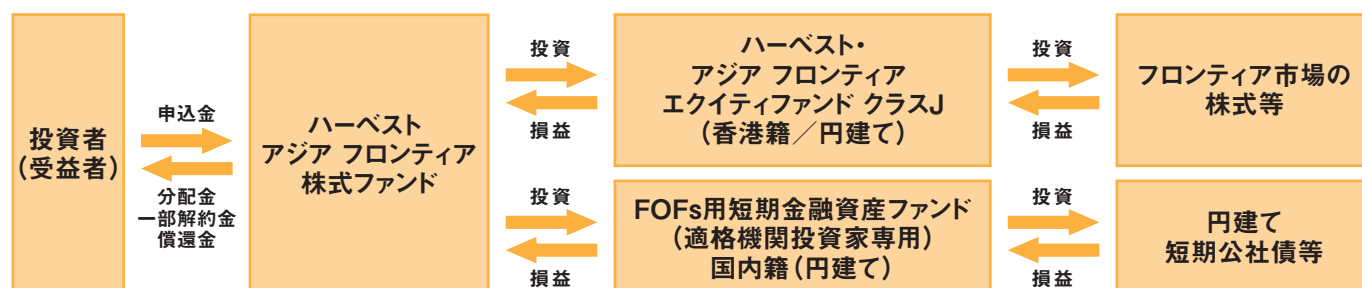 投資者
(受益者)
申込金
分配金
一部解約金
償還金
ハーベスト
アジア フロンティア
株式ファンド
投資
損益
ハーベスト・
アジア フロンティア
エクイティファンド クラスJ
(香港籍／円建て)
投資
損益
フロンティア市場の
株式等
投資
損益
FOFs用短期金融資産ファンド
(適格機関投資家専用)
国内籍(円建て)
投資
損益
円建て
短期公社債等